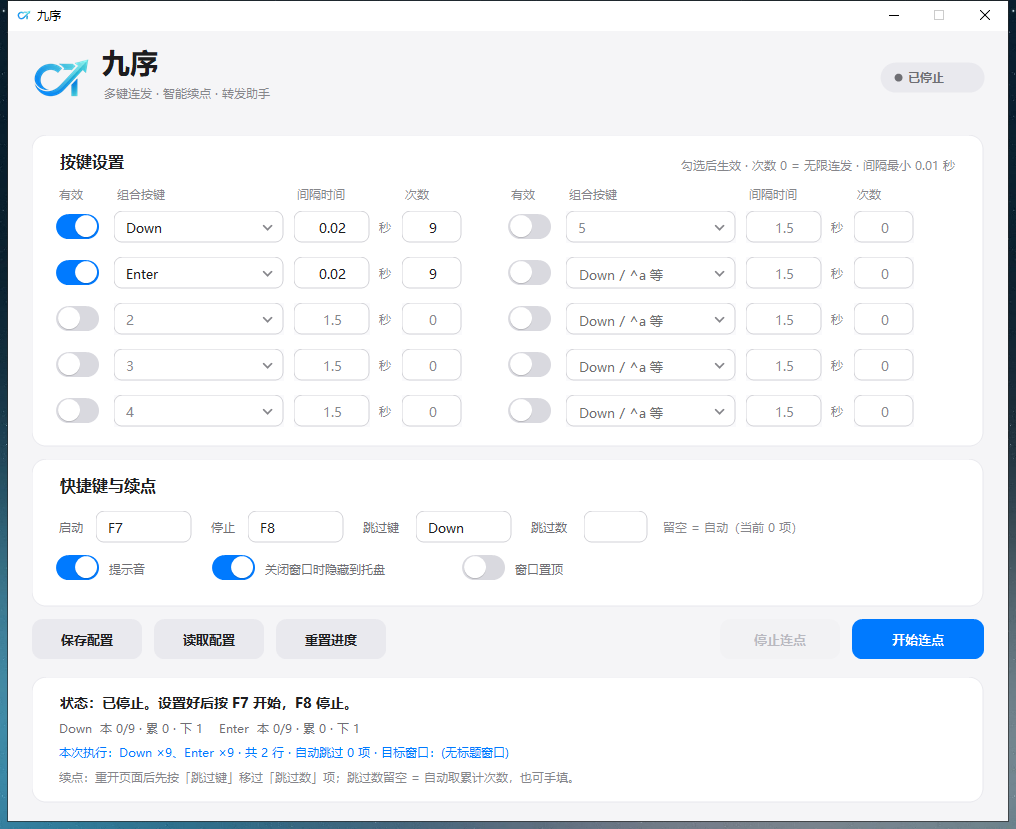 九序
九序
多键连发 · 智能续点 · 转发助手
已停止
按键设置
勾选后生效 · 次数 0 = 无限连发 · 间隔最小 0.01 秒
有效 组合按键 间隔时间 次数 有效 组合按键 间隔时间 次数
Down 0.02 秒 9 5 1.5 秒 0
Enter 0.02 秒 9 Down / ^a 等 1.5 秒 0
2 1.5 秒 0 Down / ^a 等 1.5 秒 0
3 1.5 秒 0 Down / ^a 等 1.5 秒 0
4 1.5 秒 0 Down / ^a 等 1.5 秒 0
快捷键与续点
启动 F7 停止 F8 跳过键 Down 跳过数 留空 = 自动（当前 0 项）
提示音 关闭窗口时隐藏到托盘 窗口置顶
保存配置 读取配置 重置进度 停止连点 开始连点
状态：已停止。设置好后按 F7 开始，F8 停止。
Down 本 0/9 · 累 0 · 下 1 Enter 本 0/9 · 累 0 · 下 1
本次执行：Down ×9、Enter ×9 · 共 2 行 · 自动跳过 0 项 · 目标窗口：(无标题窗口)
续点：重开页面后先按「跳过键」移过「跳过数」项；跳过数留空 = 自动取累计次数，也可手填。